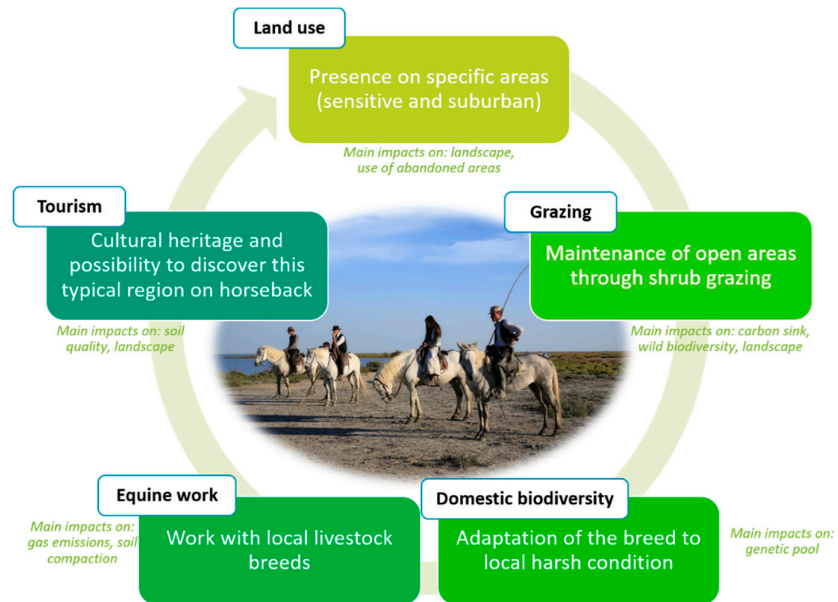 Land use
Presence on specific areas
(sensitive and suburban)
Main impacts on: landscape,
use of abandoned areas
Tourism
Cultural heritage and
possibility to discover this
typical region on horseback
Main impacts on: soil
quality, landscape
Grazing
Maintenance of open areas
through shrub grazing
Main impacts on: carbon sink,
wild biodiversity, landscape
Equine work
Work with local livestock
breeds
Main impacts on:
gas emissions, soil
compaction
Domestic biodiversity
Adaptation of the breed to
local harsh condition
Main impacts on:
genetic pool